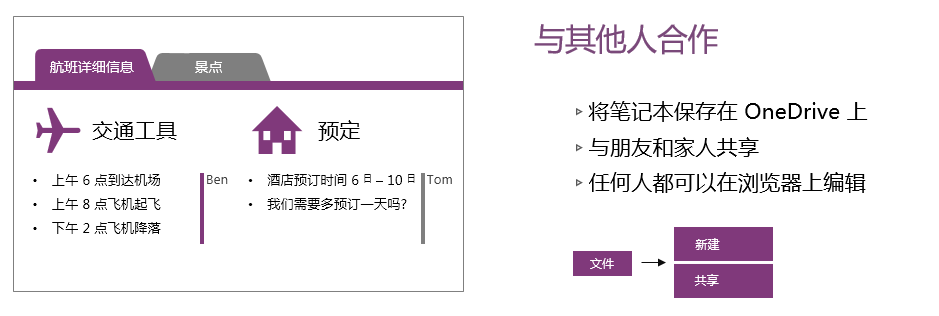 航班详细信息
景点
交通工具
• 上午 6 点到达机场
• 上午 8 点飞机起飞
• 下午 2 点飞机降落
Ben
预定
• 酒店预订时间 6 日 – 10 日
• 我们需要多预订一天吗?
Tom
与其他人合作
▹ 将笔记本保存在 OneDrive 上
▹ 与朋友和家人共享
▹ 任何人都可以在浏览器上编辑
文件
新建
共享